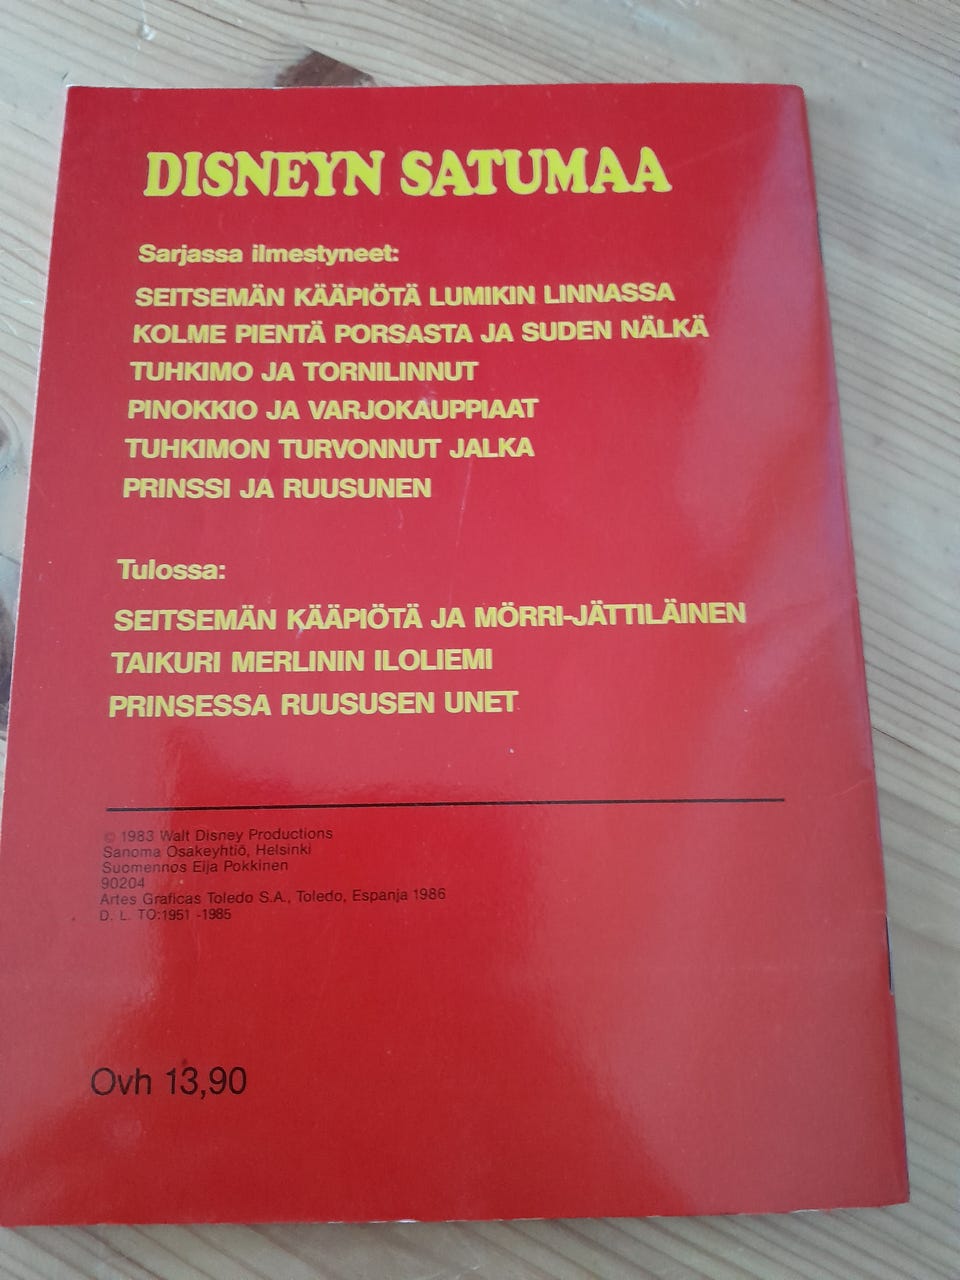 DISNEYN SATUMAA
Sarjassa ilmestyneet:
SEITSEMÄN KÄÄPIÖTÄ LUMIKIN LINNASSA
KOLME PIENTÄ PORSASTA JA SUDEN NÄLKÄ
TUHKIMO JA TORNILINNUT
PINOKKIO JA VARJOKAUPPIAAT
TUHKIMON TURVONNUT JALKA
PRINSSI JA RUUSUNEN
Tulossa:
SEITSEMÄN KÄÄPIÖTÄ JA MÖRRI-JÄTTILÄINEN
TAIKURI MERLININ ILOLIEMI
PRINSESSA RUUSUSEN UNET
© 1983 Walt Disney Productions
Sanoma Osakeyhtiö, Helsinki
Suomennos Eija Pokkinen
90204
Artes Graficas Toledo S.A., Toledo, Espanja 1986
D. L. TO:1951 -1985
Ovh 13,90